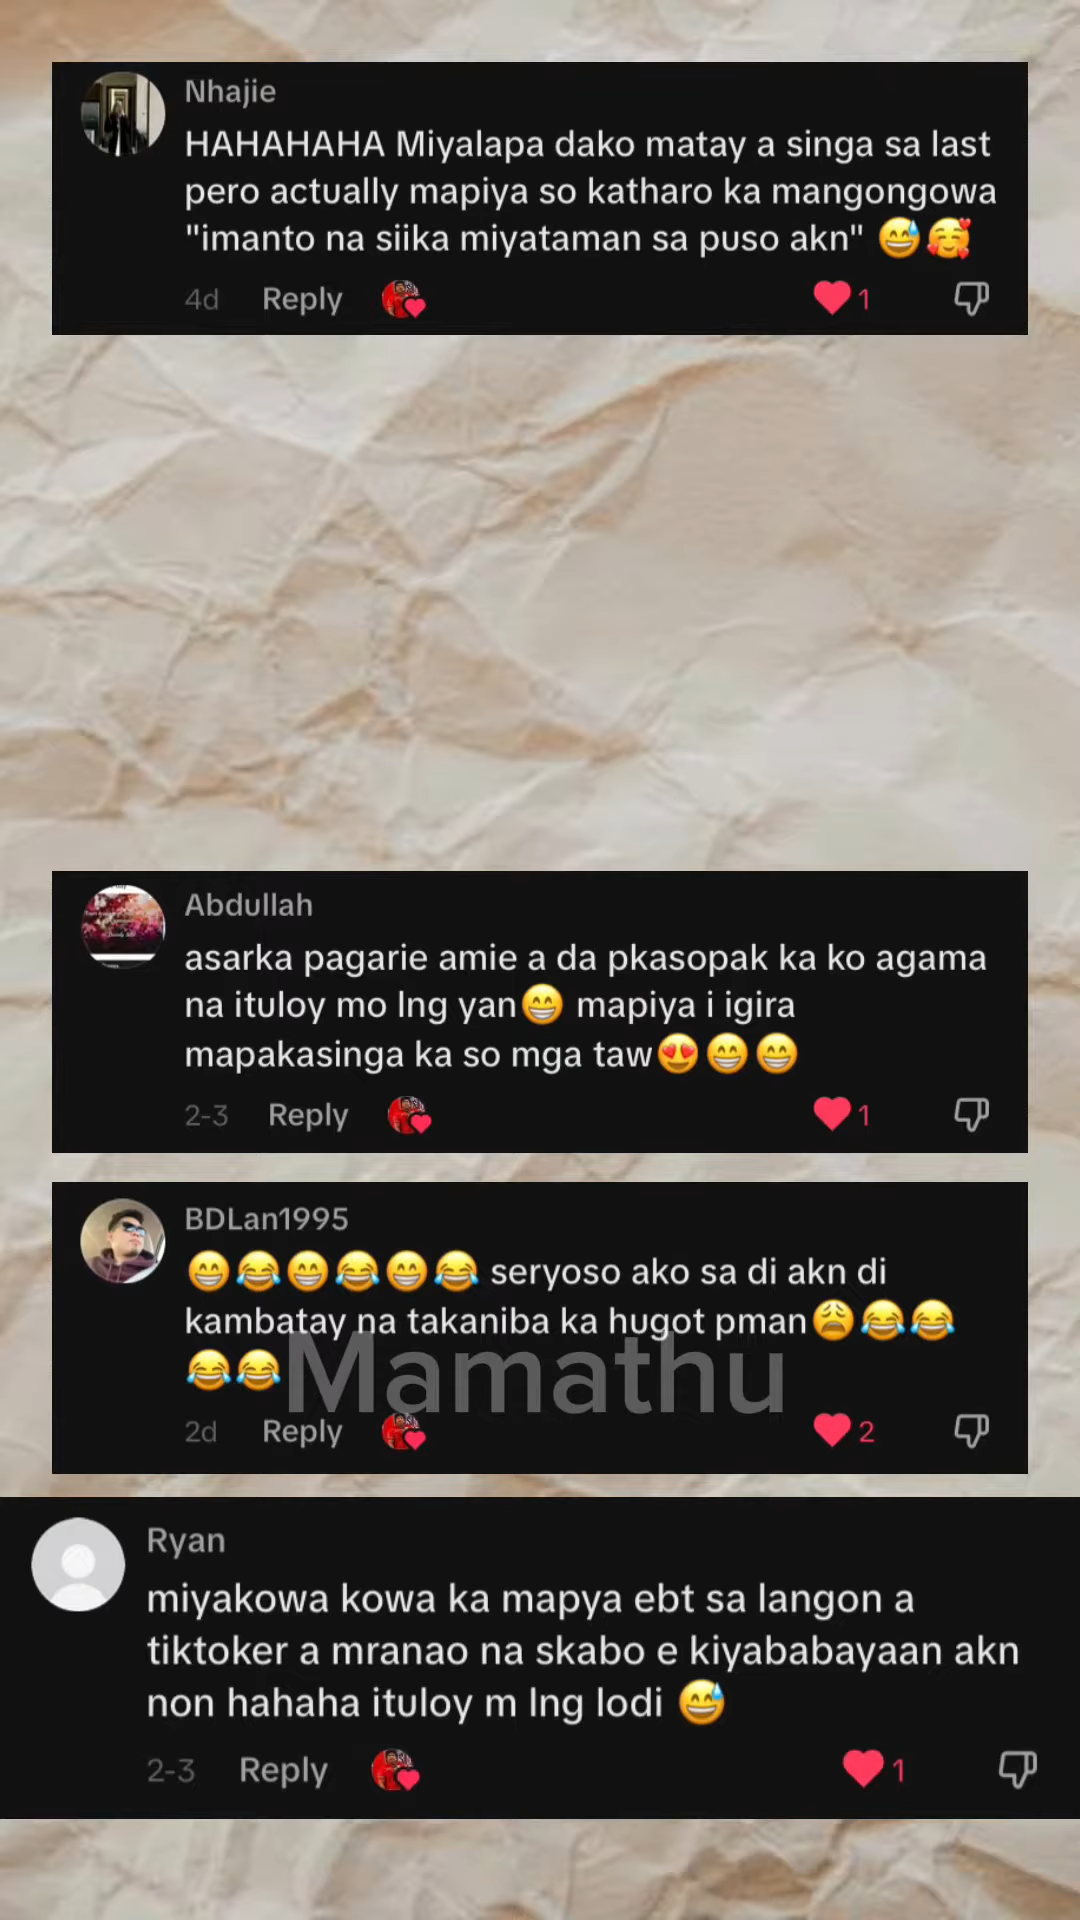 Nhajie
HAHAHAHA Miyalapa dako matay a singa sa last
pero actually mapiya so katharo ka mangongowa
"imanto na siika miyataman sa puso akn" 😅🥰
4d Reply 1
Abdullah
asarka pagarie amie a da pkasopak ka ko agama
na ituloy mo lng yan😁 mapiya i igira
mapakasinga ka so mga taw😍😁😁
2-3 Reply 1
BDLan1995
😁😂😁😂😁😂 seryoso ako sa di akn di
kambatay na takaniba ka hugot pman😩😂😂
😂😂
Mamathu
2d Reply 2
Ryan
miyakowa kowa ka mapya ebt sa langon a
tiktoker a mranao na skabo e kiyababayaan akn
non hahaha ituloy m lng lodi 😅
2-3 Reply 1